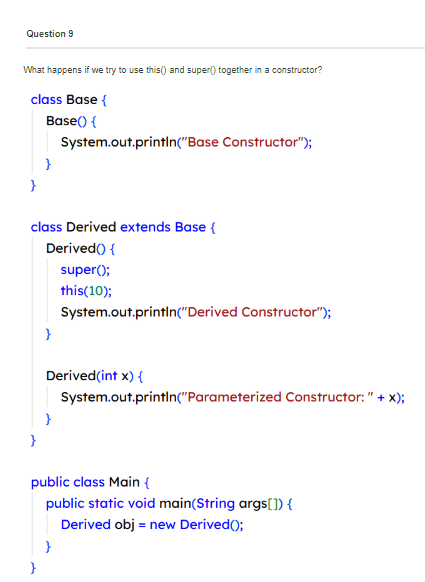 Question 9
What happens if we try to use this() and super() together in a constructor?
class Base {
Base() {
System.out.println("Base Constructor");
}
}
class Derived extends Base {
Derived() {
super();
this(10);
System.out.println("Derived Constructor");
}
Derived(int x) {
System.out.println("Parameterized Constructor: " + x);
}
}
public class Main {
public static void main(String args[]) {
Derived obj = new Derived();
}
}